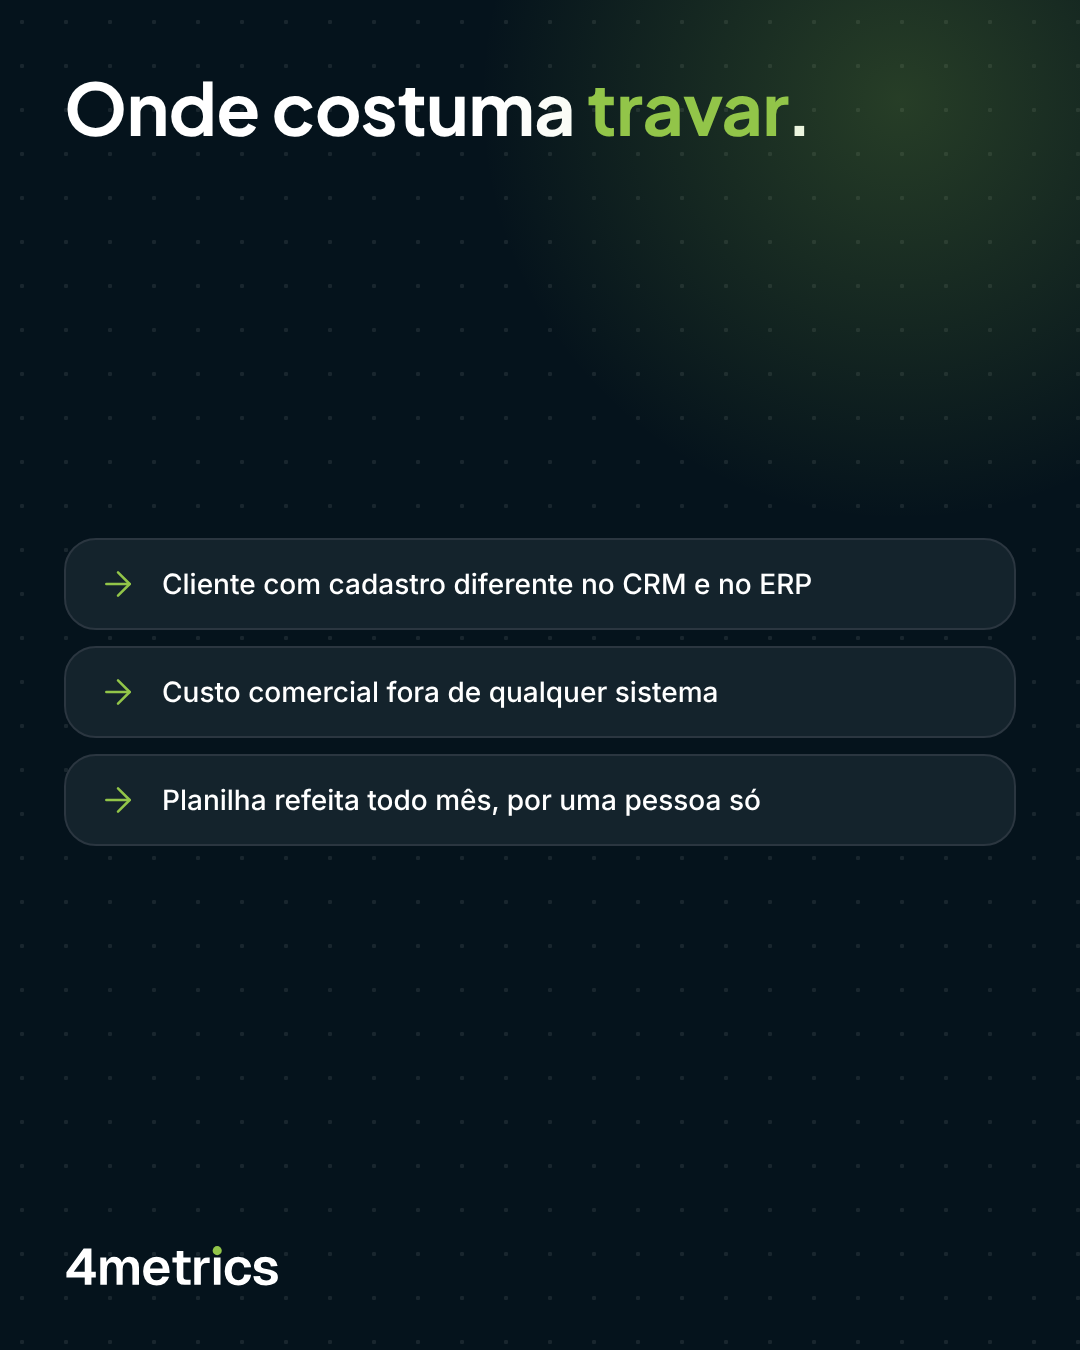 Onde costuma travar.
Cliente com cadastro diferente no CRM e no ERP
Custo comercial fora de qualquer sistema
Planilha refeita todo mês, por uma pessoa só
4metrics